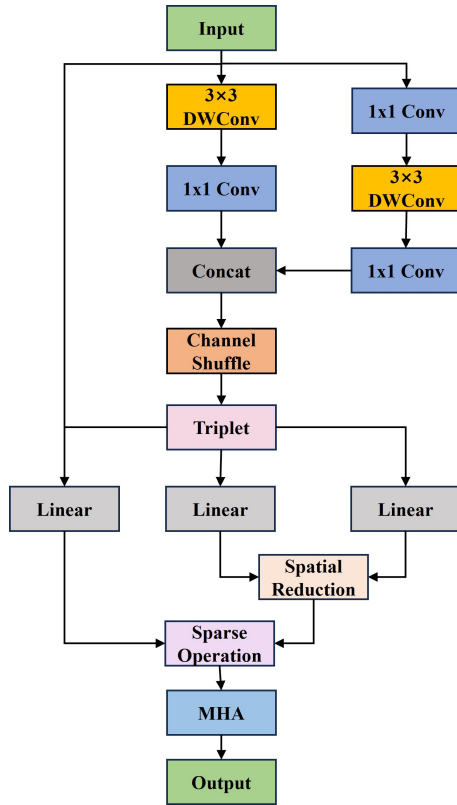 Input
3×3
DWConv
1x1 Conv
1x1 Conv
3×3
DWConv
Concat
1x1 Conv
Channel
Shuffle
Triplet
Linear
Linear
Linear
Spatial
Reduction
Sparse
Operation
MHA
Output